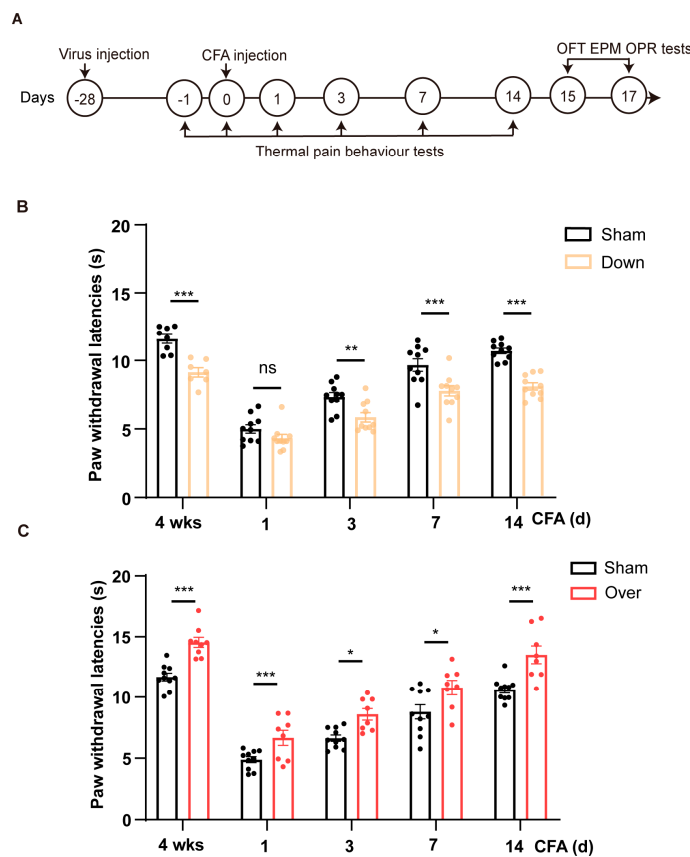 A
Virus injection
CFA injection
OFT EPM OPR tests
Days
-28
-1
0
1
3
7
14
15
17
Thermal pain behaviour tests
B
Paw withdrawal latencies (s)
20
15
10
5
0
***
ns
**
***
***
Sham
Down
4 wks
1
3
7
14
CFA (d)
C
Paw withdrawal latencies (s)
20
15
10
5
0
***
***
*
*
***
Sham
Over
4 wks
1
3
7
14
CFA (d)